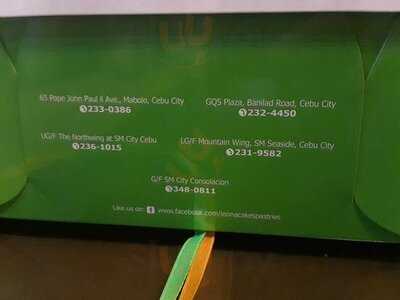 65 Pope John Paul II Ave., Mabolo, Cebu City
233-0386
GQS Plaza, Banilad Road, Cebu City
232-4450
UG/F The Northwing at SM City Cebu
236-1015
LG/F Mountain Wing, SM Seaside, Cebu City
231-9582
G/F SM City Consolacion
348-0811
Like us on: f www.facebook.com/leonacakespastries